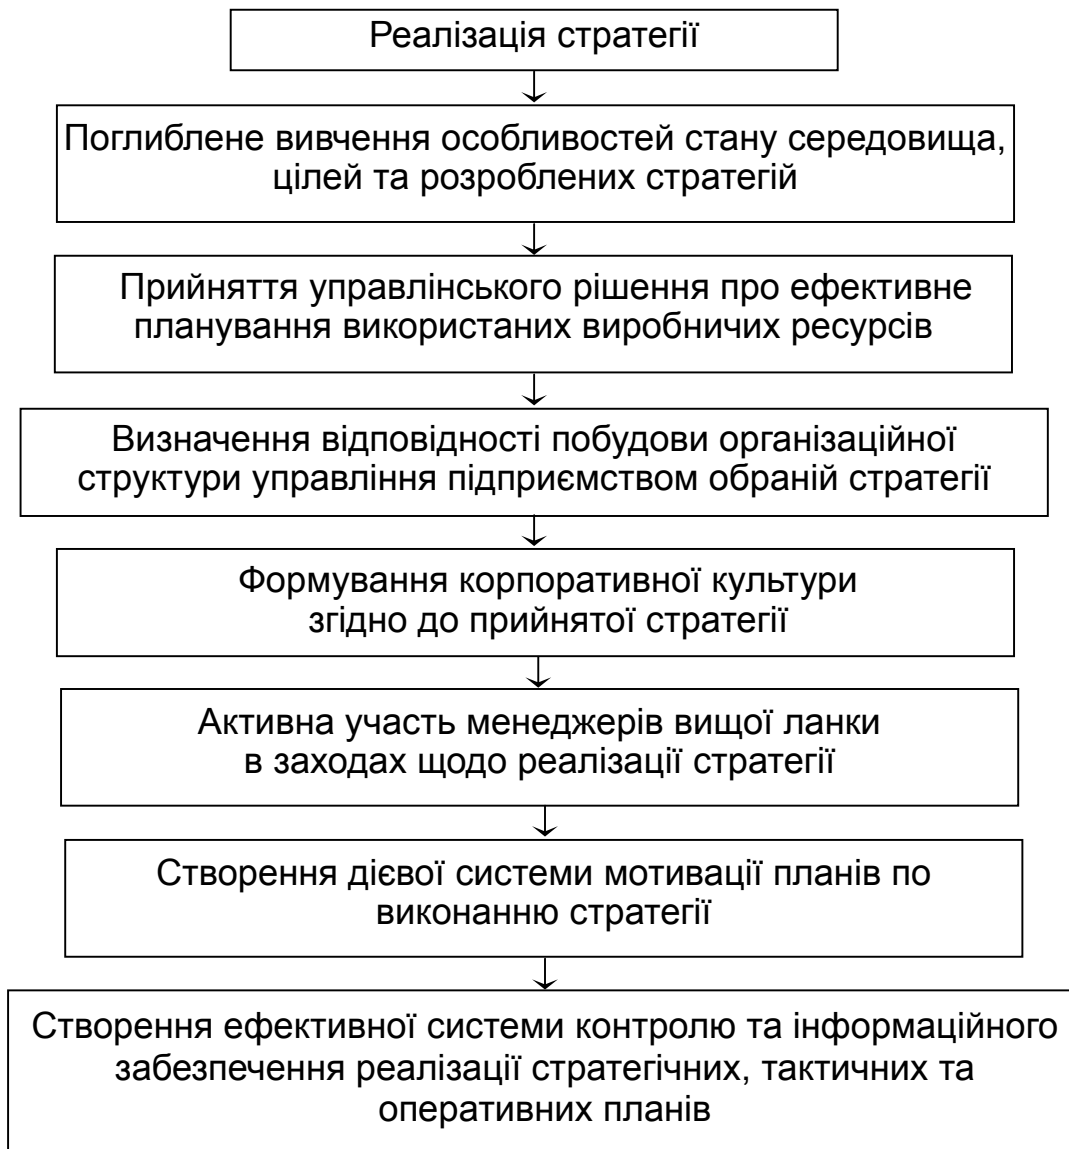 Реалізація стратегії
Поглиблене вивчення особливостей стану середовища,
цілей та розроблених стратегій
Прийняття управлінського рішення про ефективне
планування використаних виробничих ресурсів
Визначення відповідності побудови організаційної
структури управління підприємством обраній стратегії
Формування корпоративної культури
згідно до прийнятої стратегії
Активна участь менеджерів вищої ланки
в заходах щодо реалізації стратегії
Створення дієвої системи мотивації планів по
виконанню стратегії
Створення ефективної системи контролю та інформаційного
забезпечення реалізації стратегічних, тактичних та
оперативних планів